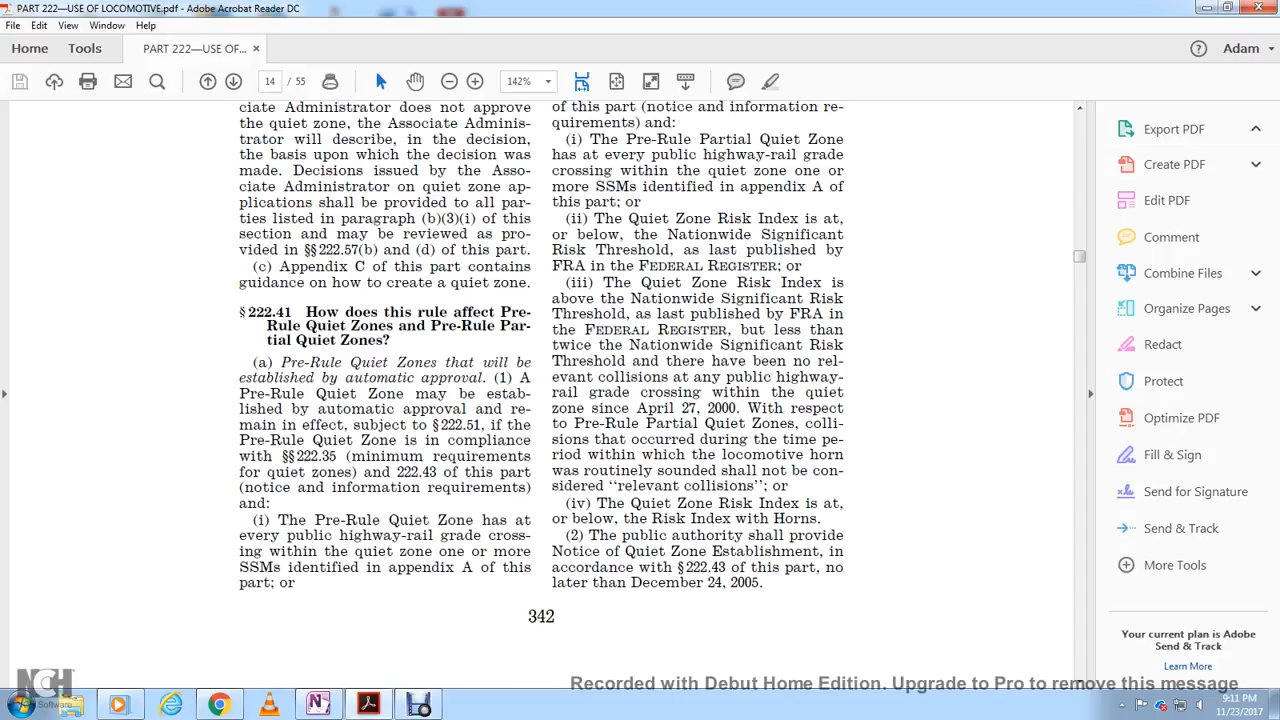 PART 222—USE OF LOCOMOTIVE.pdf - Adobe Acrobat Reader DC
File Edit View Window Help
Home Tools PART 222—USE OF... ×
Adam
14 / 55
142%
ciate Administrator does not approve
the quiet zone, the Associate Adminis-
trator will describe, in the decision,
the basis upon which the decision was
made. Decisions issued by the Asso-
ciate Administrator on quiet zone ap-
plications shall be provided to all par-
ties listed in paragraph (b)(3)(i) of this
section and may be reviewed as pro-
vided in §§222.57(b) and (d) of this part.
(c) Appendix C of this part contains
guidance on how to create a quiet zone.
§222.41 How does this rule affect Pre-
Rule Quiet Zones and Pre-Rule Par-
tial Quiet Zones?
(a) Pre-Rule Quiet Zones that will be
established by automatic approval. (1) A
Pre-Rule Quiet Zone may be estab-
lished by automatic approval and re-
main in effect, subject to §222.51, if the
Pre-Rule Quiet Zone is in compliance
with §§222.35 (minimum requirements
for quiet zones) and 222.43 of this part
(notice and information requirements)
and:
(i) The Pre-Rule Quiet Zone has at
every public highway-rail grade cross-
ing within the quiet zone one or more
SSMs identified in appendix A of this
part; or
of this part (notice and information re-
quirements) and:
(i) The Pre-Rule Partial Quiet Zone
has at every public highway-rail grade
crossing within the quiet zone one or
more SSMs identified in appendix A of
this part; or
(ii) The Quiet Zone Risk Index is at,
or below, the Nationwide Significant
Risk Threshold, as last published by
FRA in the FEDERAL REGISTER; or
(iii) The Quiet Zone Risk Index is
above the Nationwide Significant Risk
Threshold, as last published by FRA in
the FEDERAL REGISTER, but less than
twice the Nationwide Significant Risk
Threshold and there have been no rel-
evant collisions at any public highway-
rail grade crossing within the quiet
zone since April 27, 2000. With respect
to Pre-Rule Partial Quiet Zones, colli-
sions that occurred during the time pe-
riod within which the locomotive horn
was routinely sounded shall not be con-
sidered ‘‘relevant collisions’’; or
(iv) The Quiet Zone Risk Index is at,
or below, the Risk Index with Horns.
(2) The public authority shall provide
Notice of Quiet Zone Establishment, in
accordance with §222.43 of this part, no
later than December 24, 2005.
342
Export PDF
Create PDF
Edit PDF
Comment
Combine Files
Organize Pages
Redact
Protect
Optimize PDF
Fill & Sign
Send for Signature
Send & Track
More Tools
Your current plan is Adobe
Send & Track
Learn More
NCH
Software
Recorded with Debut Home Edition. Upgrade to Pro to remove this message
9:11 PM
11/23/2017